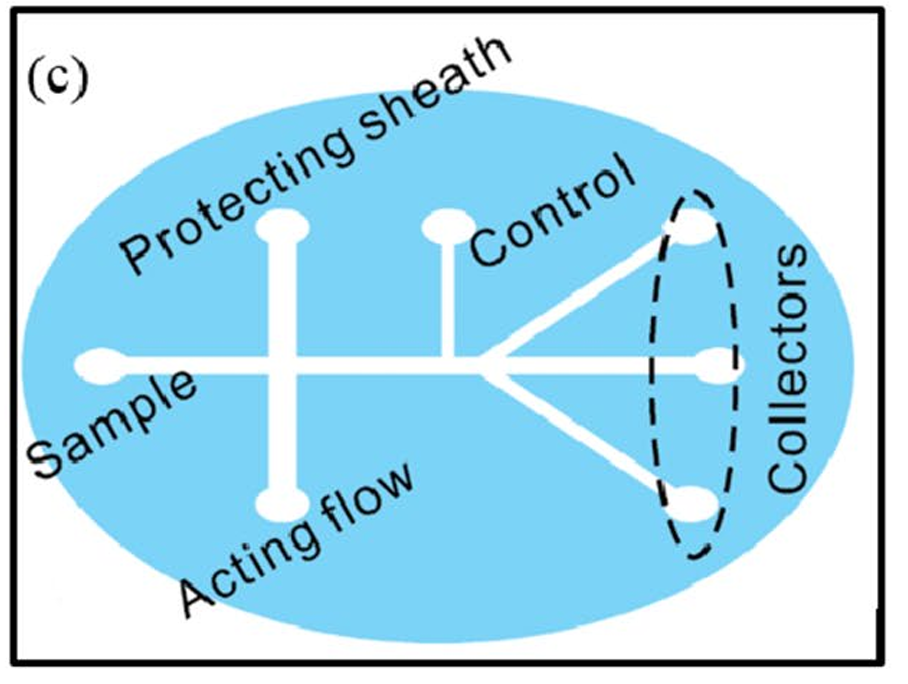 (c)
Protecting sheath
Control
Sample
Acting flow
Collectors